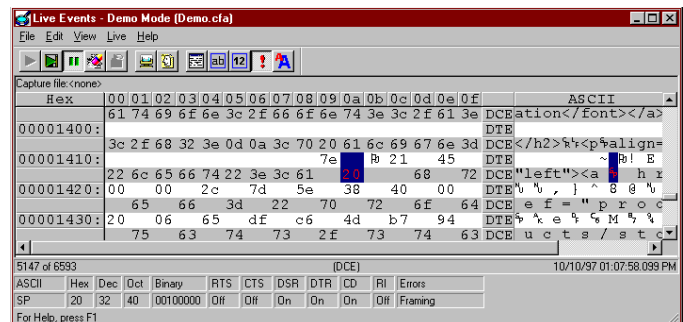 Live Events - Demo Mode (Demo.cfa)
File Edit View Live Help
ab 12 ! A
Capture file:<none>
Hex 00 01 02 03 04 05 06 07 08 09 0a 0b 0c 0d 0e 0f ASCII
61 74 69 6f 6e 3c 2f 66 6f 6e 74 3e 3c 2f 61 3e DCE ation</font></a>
00001400: DTE
3c 2f 68 32 3e 0d 0a 3c 70 20 61 6c 69 67 6e 3d DCE </h2> <p align=
00001410: 7e 21 45 DTE ~ ! E
22 6c 65 66 74 22 3e 3c 61 20 68 72 DCE "left"><a h r
00001420: 00 00 2c 7d 5e 38 40 00 DTE , } ^ 8 @
65 66 3d 22 70 72 6f 64 DCE e f = " p r o d
00001430: 20 06 65 df c6 4d b7 94 DTE e M
75 63 74 73 2f 73 74 63 DCE u c t s / s t c
5147 of 6593 (DCE) 10/10/97 01:07:58.099 PM
ASCII Hex Dec Oct Binary RTS CTS DSR DTR CD RI Errors
SP 20 32 40 00100000 Off Off On On On Off Framing
For Help, press F1